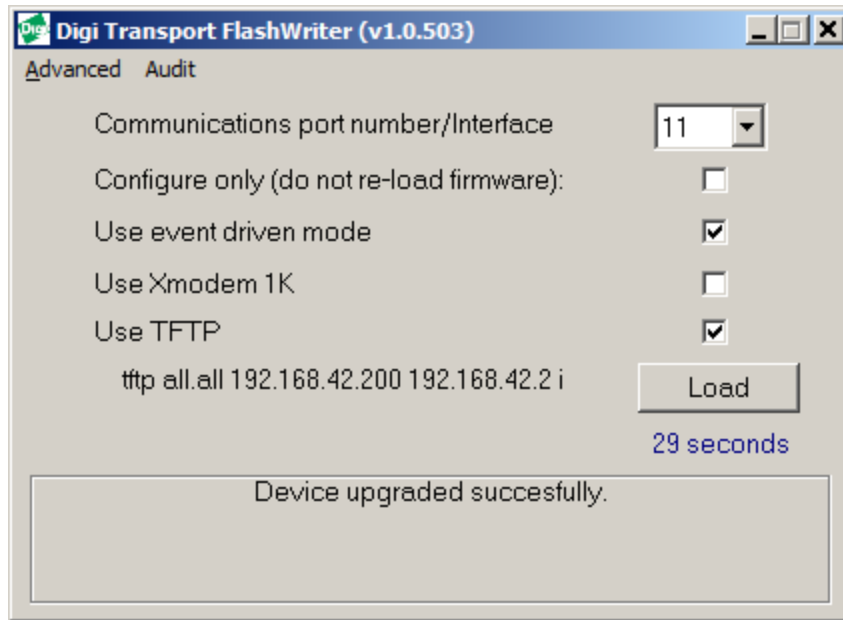 Digi Digi Transport FlashWriter (v1.0.503)
Advanced Audit
Communications port number/Interface 11
Configure only (do not re-load firmware):
Use event driven mode
Use Xmodem 1K
Use TFTP
tftp all.all 192.168.42.200 192.168.42.2 i Load
29 seconds
Device upgraded succesfully.